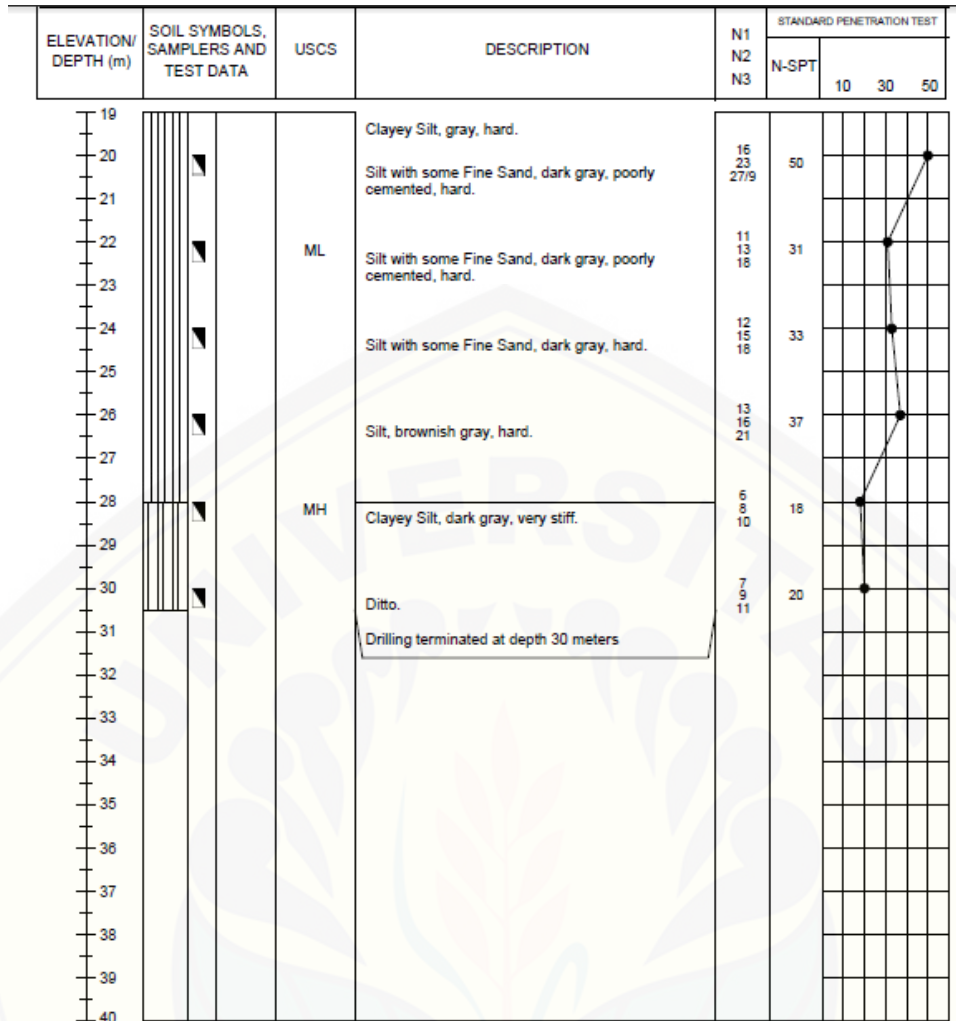 ELEVATION/
DEPTH (m)
SOIL SYMBOLS,
SAMPLERS AND
TEST DATA
USCS
DESCRIPTION
N1
N2
N3
STANDARD PENETRATION TEST
N-SPT
10 30 50
19
Clayey Silt, gray, hard.
20
16
23
27/9
50
Silt with some Fine Sand, dark gray, poorly
cemented, hard.
21
22
ML
11
13
18
31
Silt with some Fine Sand, dark gray, poorly
cemented, hard.
23
24
12
15
18
33
Silt with some Fine Sand, dark gray, hard.
25
26
13
16
21
37
Silt, brownish gray, hard.
27
28
MH
6
8
10
18
Clayey Silt, dark gray, very stiff.
29
30
7
9
11
20
Ditto.
31
Drilling terminated at depth 30 meters
32
33
34
35
36
37
38
39
40
UNIVERSITAS